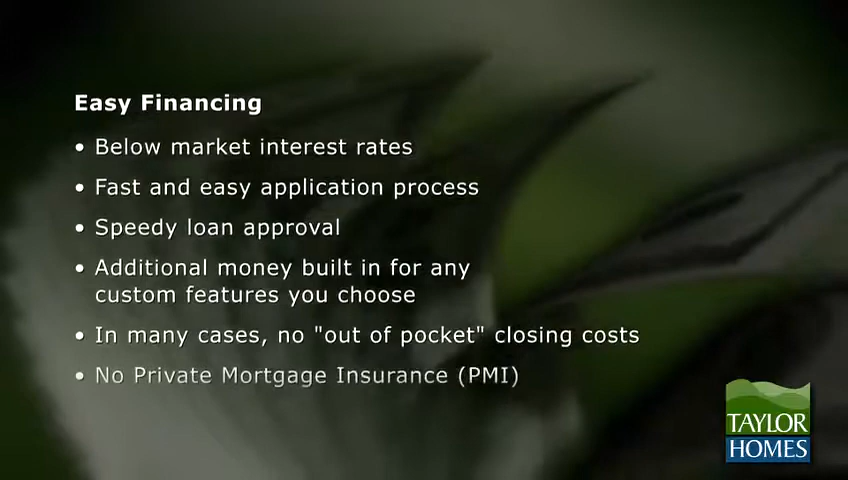 Easy Financing
• Below market interest rates
• Fast and easy application process
• Speedy loan approval
• Additional money built in for any
custom features you choose
• In many cases, no "out of pocket" closing costs
• No Private Mortgage Insurance (PMI)
TAYLOR
HOMES